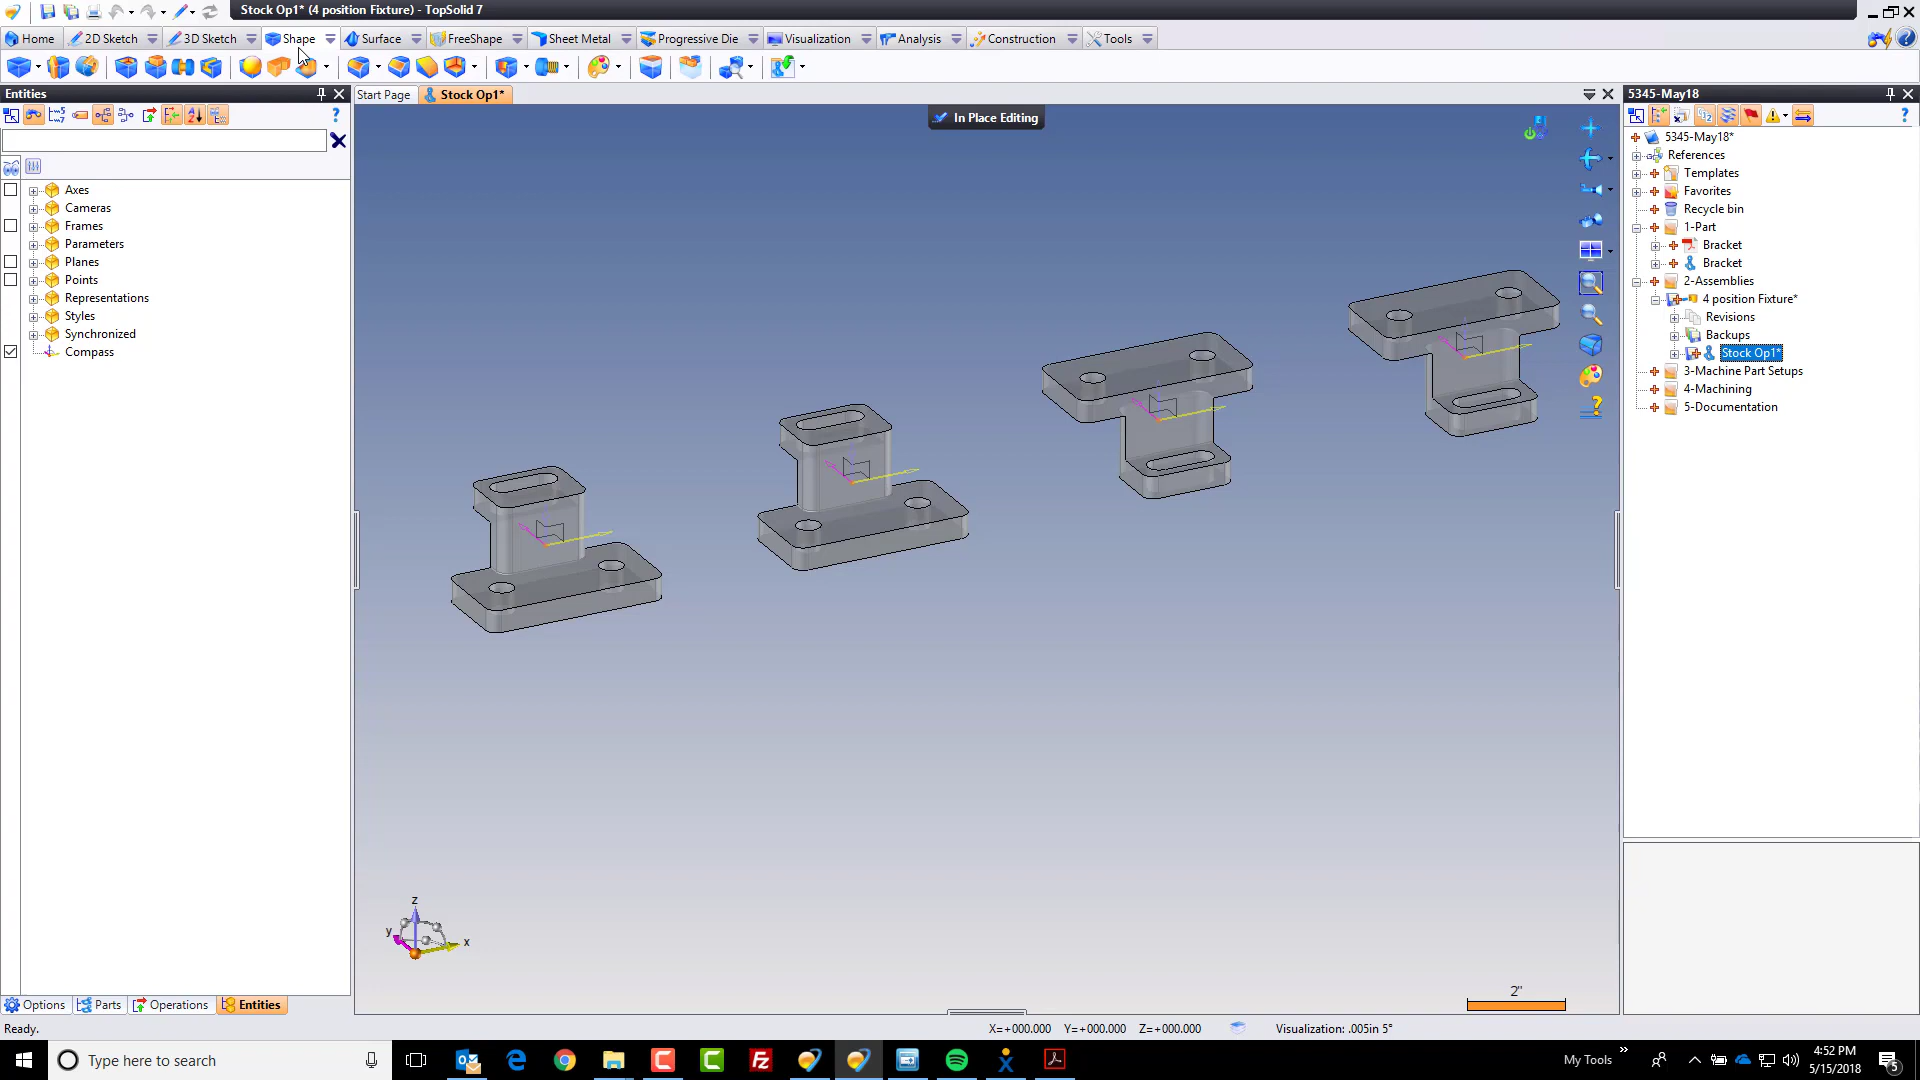 Stock Op1* (4 position Fixture) - TopSolid 7
Home 2D Sketch 3D Sketch Shape Surface FreeShape Sheet Metal Progressive Die Visualization Analysis Construction Tools
Entities
Start Page Stock Op1*
5345-May18
In Place Editing
Axes
Cameras
Frames
Parameters
Planes
Points
Representations
Styles
Synchronized
Compass
5345-May18*
References
Templates
Favorites
Recycle bin
1-Part
Bracket
Bracket
2-Assemblies
4 position Fixture*
Revisions
Backups
Stock Op1*
3-Machine Part Setups
4-Machining
5-Documentation
z
y
x
2"
Options Parts Operations Entities
Ready.
X=+000.000 Y=+000.000 Z=+000.000 Visualization: .005in 5°
Type here to search
My Tools
4:52 PM
5/15/2018
5